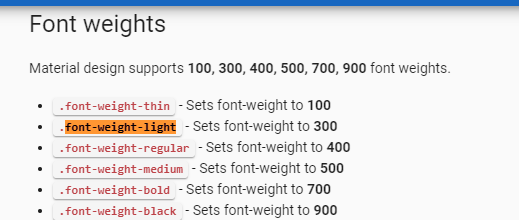 Font weights
Material design supports 100, 300, 400, 500, 700, 900 font weights.
.font-weight-thin - Sets font-weight to 100
.font-weight-light - Sets font-weight to 300
.font-weight-regular - Sets font-weight to 400
.font-weight-medium - Sets font-weight to 500
.font-weight-bold - Sets font-weight to 700
.font-weight-black - Sets font-weight to 900